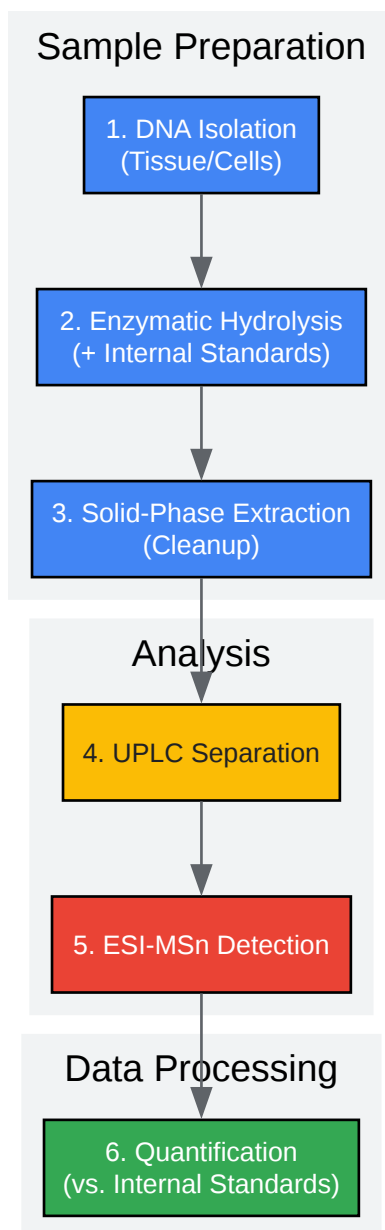 Sample Preparation
1. DNA Isolation
(Tissue/Cells)
2. Enzymatic Hydrolysis
(+ Internal Standards)
3. Solid-Phase Extraction
(Cleanup)
Analysis
4. UPLC Separation
5. ESI-MSn Detection
Data Processing
6. Quantification
(vs. Internal Standards)